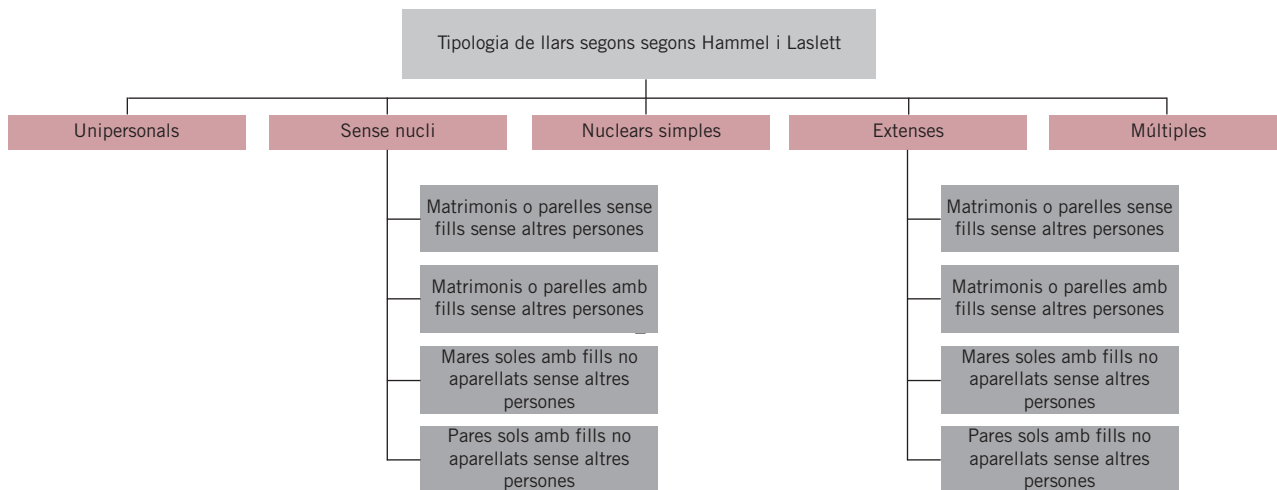 Tipologia de llars segons segons Hammel i Laslett
Unipersonals
Sense nucli
Nuclears simples
Extenses
Múltiples
Matrimonis o parelles sense
fills sense altres persones
Matrimonis o parelles amb
fills sense altres persones
Mares soles amb fills no
aparellats sense altres
persones
Pares sols amb fills no
aparellats sense altres
persones
Matrimonis o parelles sense
fills sense altres persones
Matrimonis o parelles amb
fills sense altres persones
Mares soles amb fills no
aparellats sense altres
persones
Pares sols amb fills no
aparellats sense altres
persones